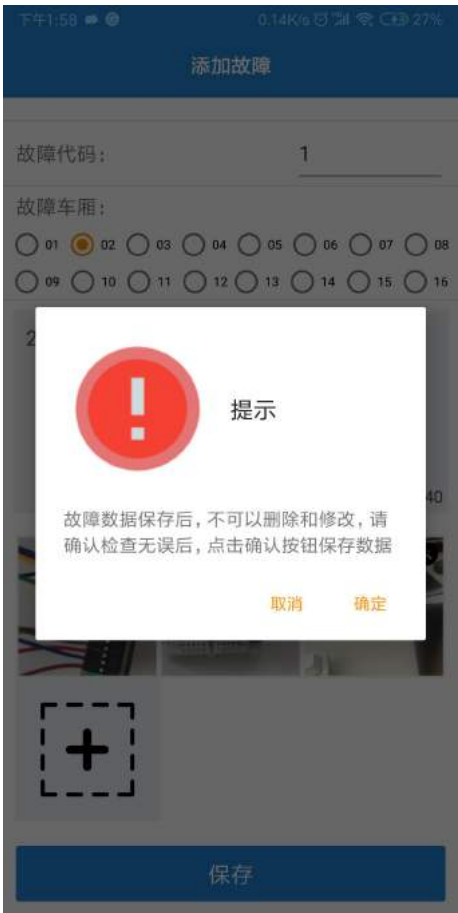 下午1:58 0.14K/s 27%
添加故障
故障代码: 1
故障车厢:
01 02 03 04 05 06 07 08
09 10 11 12 13 14 15 16
2
提示
40
故障数据保存后,不可以删除和修改,请
确认检查无误后,点击确认按钮保存数据
取消 确定
保存